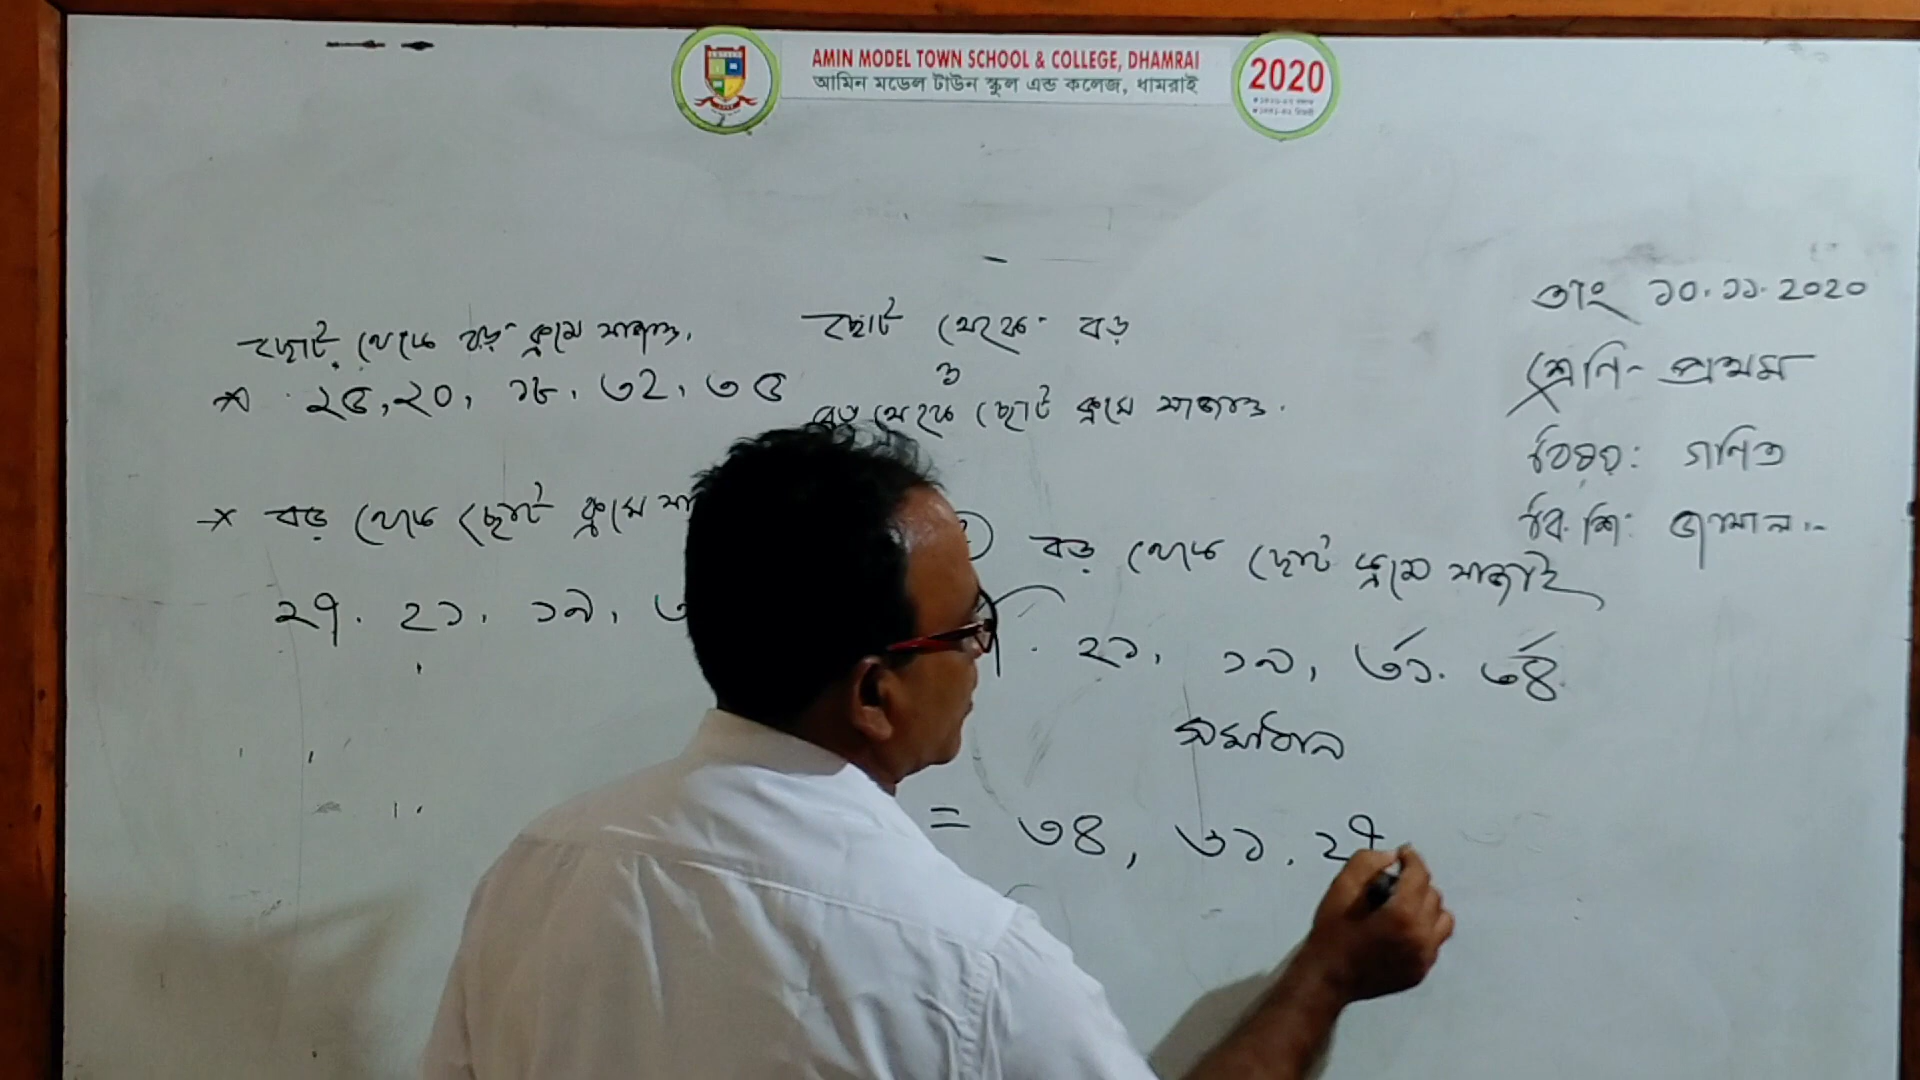 AMIN MODEL TOWN SCHOOL & COLLEGE, DHAMRAI
আমিন মডেল টাউন স্কুল এন্ড কলেজ, ধামরাই
2020
তাং ১০.১১.2020
শ্রেণি- প্রথম
বিষয়: গনিত
বি. শি: জামাল
ছোট থেকে বড় ক্রমে সাজাও.
* ২৫, ২০, ১৮, ৩২, ৩৫
* বড় থেকে ছোট ক্রমে সা
২৭. ২১, ১৯, ৩
ছোট থেকে বড়
ও
বড় থেকে ছোট ক্রমে সাজাও.
বড় থেকে ছোট ক্রমে সাজাই
২১, ১৯, ৩১. ৩৪.
সমাধান
= ৩৪, ৩১. ২৭